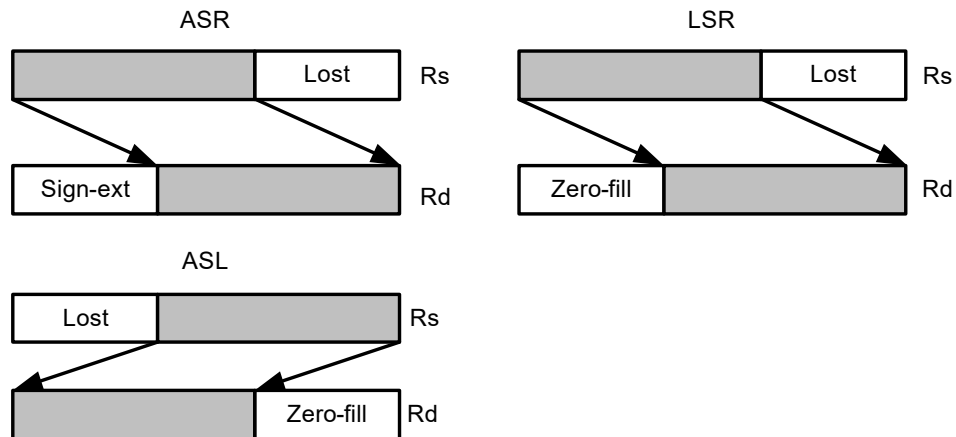 ASR
LSR
Lost Rs
Lost Rs
Sign-ext Rd
Zero-fill Rd
ASL
Lost Rs
Zero-fill Rd